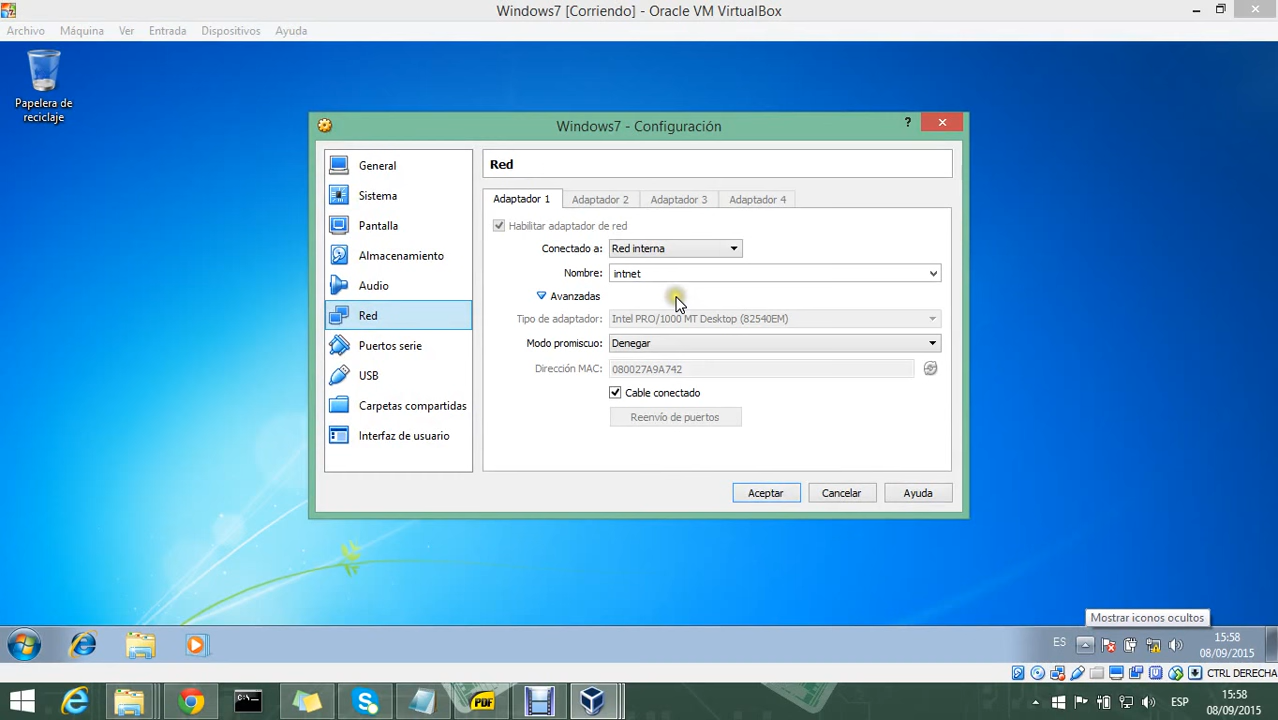 Windows7 [Corriendo] - Oracle VM VirtualBox
Archivo Máquina Ver Entrada Dispositivos Ayuda
Papelera de
reciclaje
Windows7 - Configuración
?
General
Sistema
Pantalla
Almacenamiento
Audio
Red
Puertos serie
USB
Carpetas compartidas
Interfaz de usuario
Red
Adaptador 1 Adaptador 2 Adaptador 3 Adaptador 4
Habilitar adaptador de red
Conectado a: Red interna
Nombre: intnet
Avanzadas
Tipo de adaptador: Intel PRO/1000 MT Desktop (82540EM)
Modo promiscuo: Denegar
Dirección MAC: 080027A9A742
Cable conectado
Reenvío de puertos
Aceptar Cancelar Ayuda
Mostrar iconos ocultos
ES 15:58
08/09/2015
CTRL DERECHA
PDF
ESP 15:58
08/09/2015